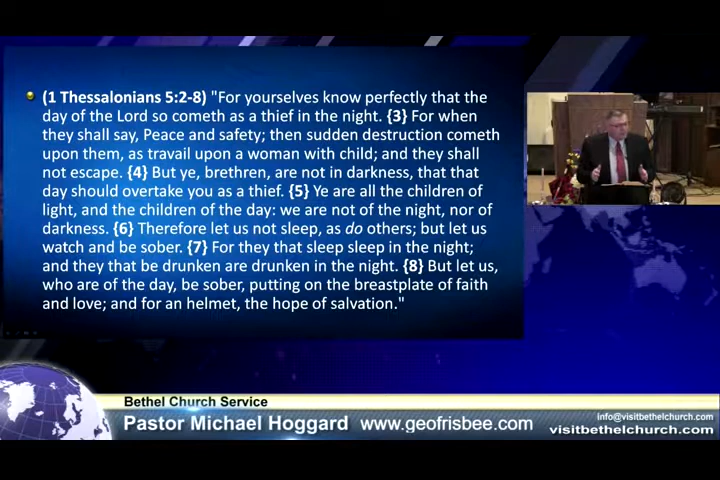 (1 Thessalonians 5:2-8) "For yourselves know perfectly that the
day of the Lord so cometh as a thief in the night. {3} For when
they shall say, Peace and safety; then sudden destruction cometh
upon them, as travail upon a woman with child; and they shall
not escape. {4} But ye, brethren, are not in darkness, that that
day should overtake you as a thief. {5} Ye are all the children of
light, and the children of the day: we are not of the night, nor of
darkness. {6} Therefore let us not sleep, as do others; but let us
watch and be sober. {7} For they that sleep sleep in the night;
and they that be drunken are drunken in the night. {8} But let us,
who are of the day, be sober, putting on the breastplate of faith
and love; and for an helmet, the hope of salvation."
Bethel Church Service
Pastor Michael Hoggard www.geofrisbee.com
info@visitbethelchurch.com
visitbethelchurch.com